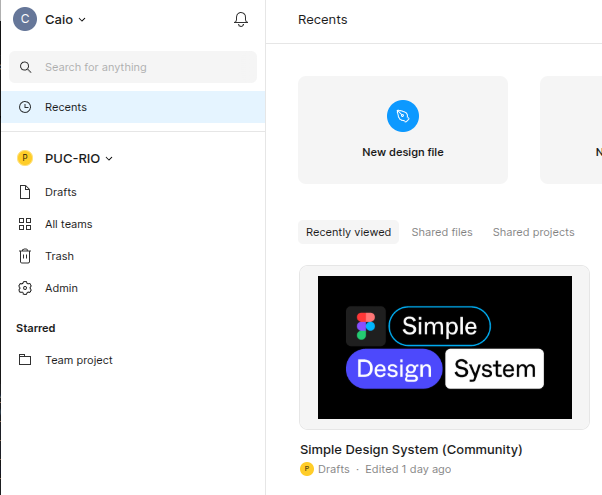 C Caio
Search for anything
Recents
P PUC-RIO
Drafts
All teams
Trash
Admin
Starred
Team project
Recents
New design file
N
Recently viewed Shared files Shared projects
Simple
Design System
Simple Design System (Community)
P Drafts · Edited 1 day ago